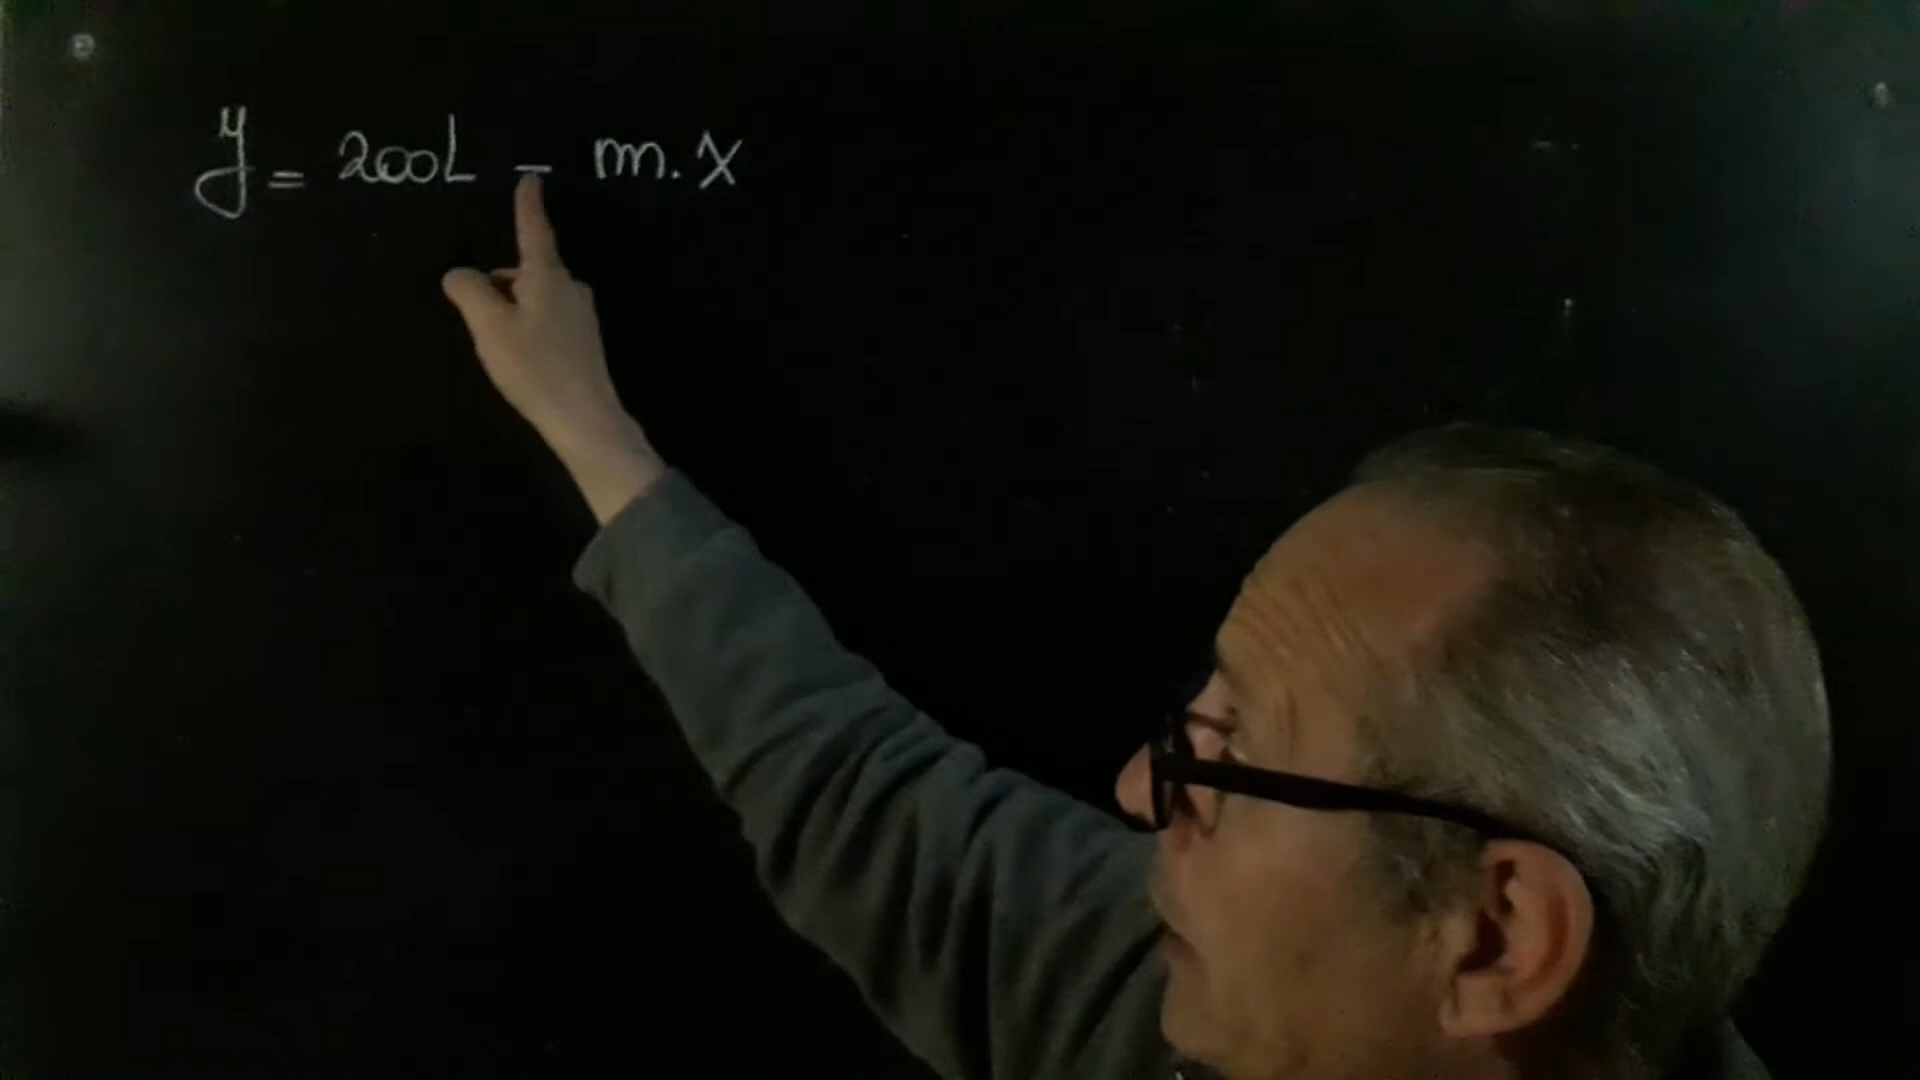 y = 200L - m. x